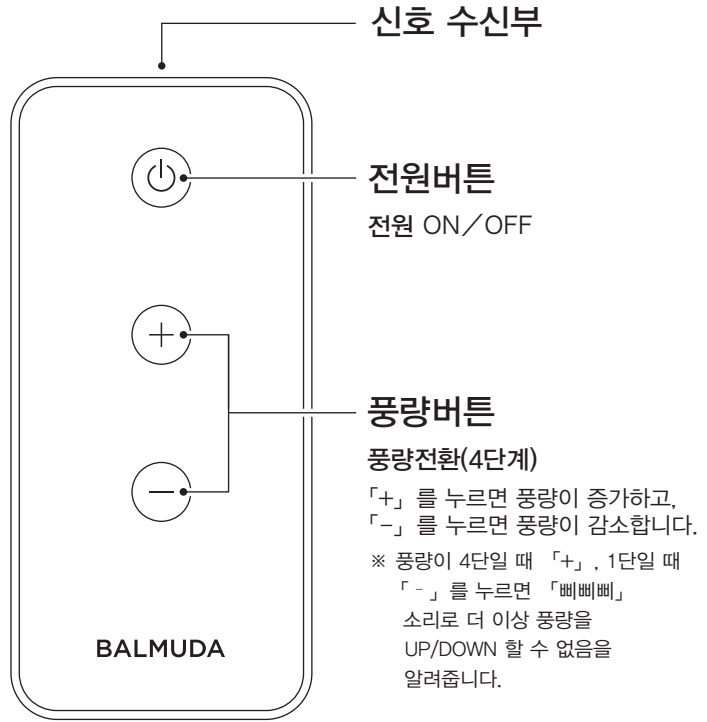 신호 수신부
전원버튼
전원 ON／OFF
풍량버튼
풍량전환(4단계)
「+」를 누르면 풍량이 증가하고,
「-」를 누르면 풍량이 감소합니다.
※ 풍량이 4단일 때 「+」, 1단일 때
「-」를 누르면 「삐삐삐」
소리로 더 이상 풍량을
UP/DOWN 할 수 없음을
알려줍니다.
BALMUDA